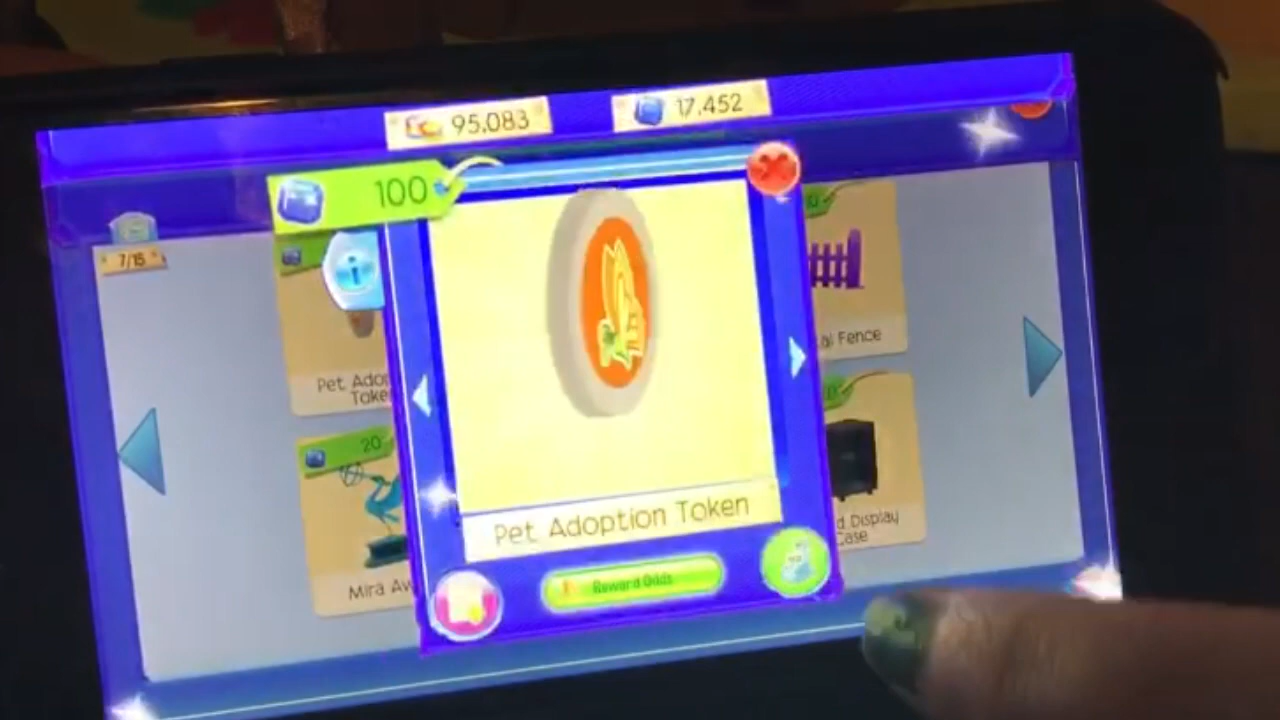 95,083
17,452
100
7/15
Pet Adop
Toke
al Fence
Pet Adoption Token
20
d Display
Case
Mira Aw
Reward Odds